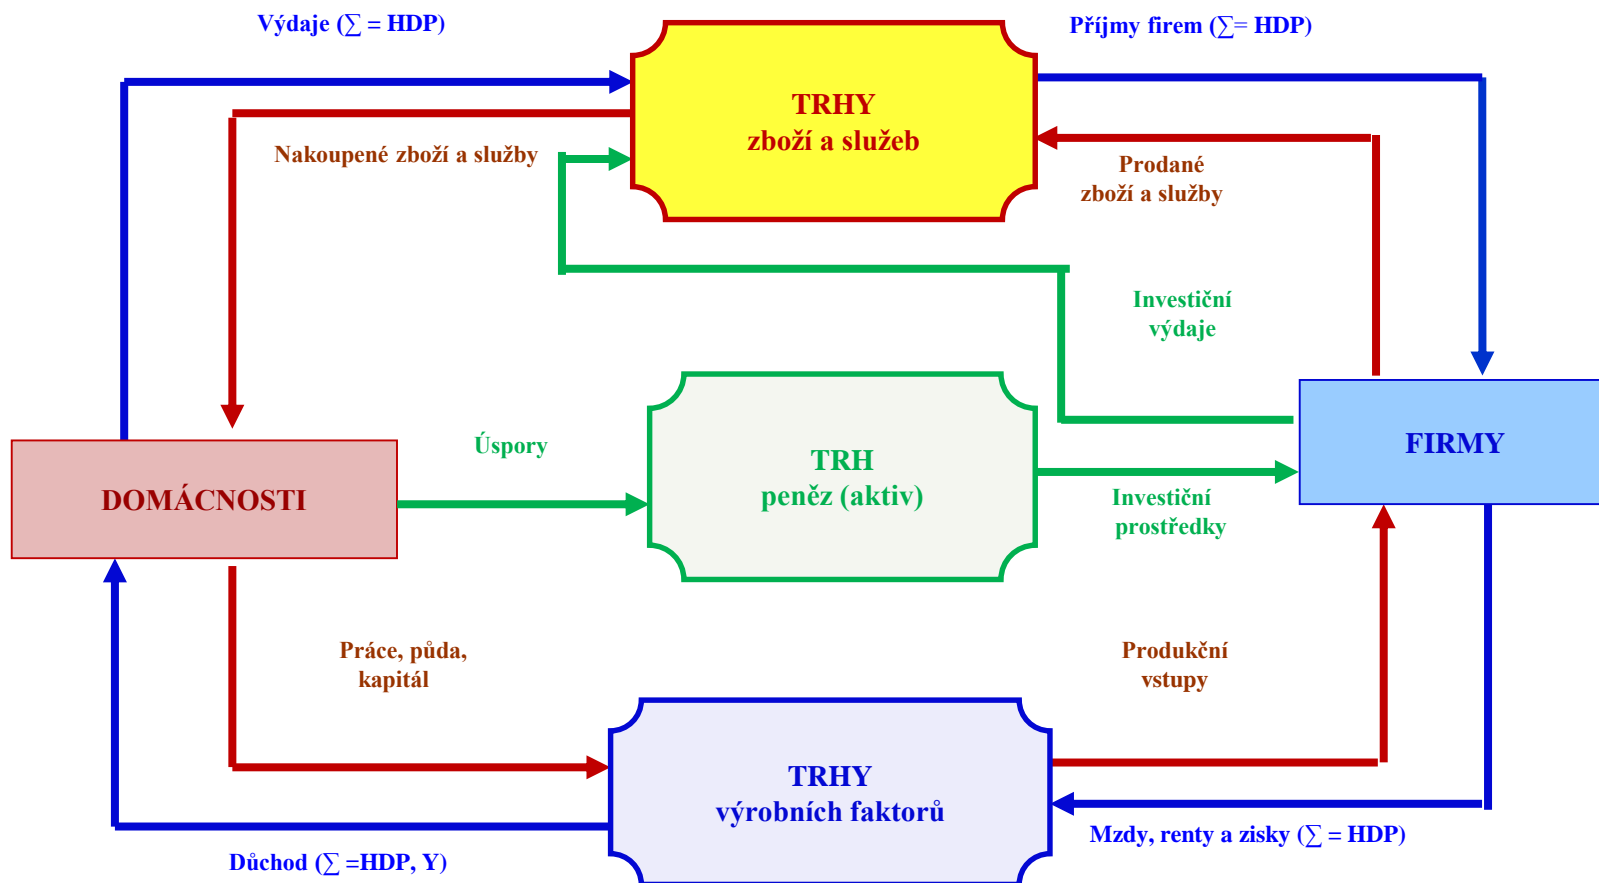 Výdaje (∑ = HDP)
Příjmy firem (∑= HDP)
TRHY
zboží a služeb
Nakoupené zboží a služby
Prodané
zboží a služby
Investiční
výdaje
Úspory
TRH
peněz (aktiv)
FIRMY
DOMÁCNOSTI
Investiční
prostředky
Práce, půda,
kapitál
Produkční
vstupy
TRHY
výrobních faktorů
Mzdy, renty a zisky (∑ = HDP)
Důchod (∑ =HDP, Y)